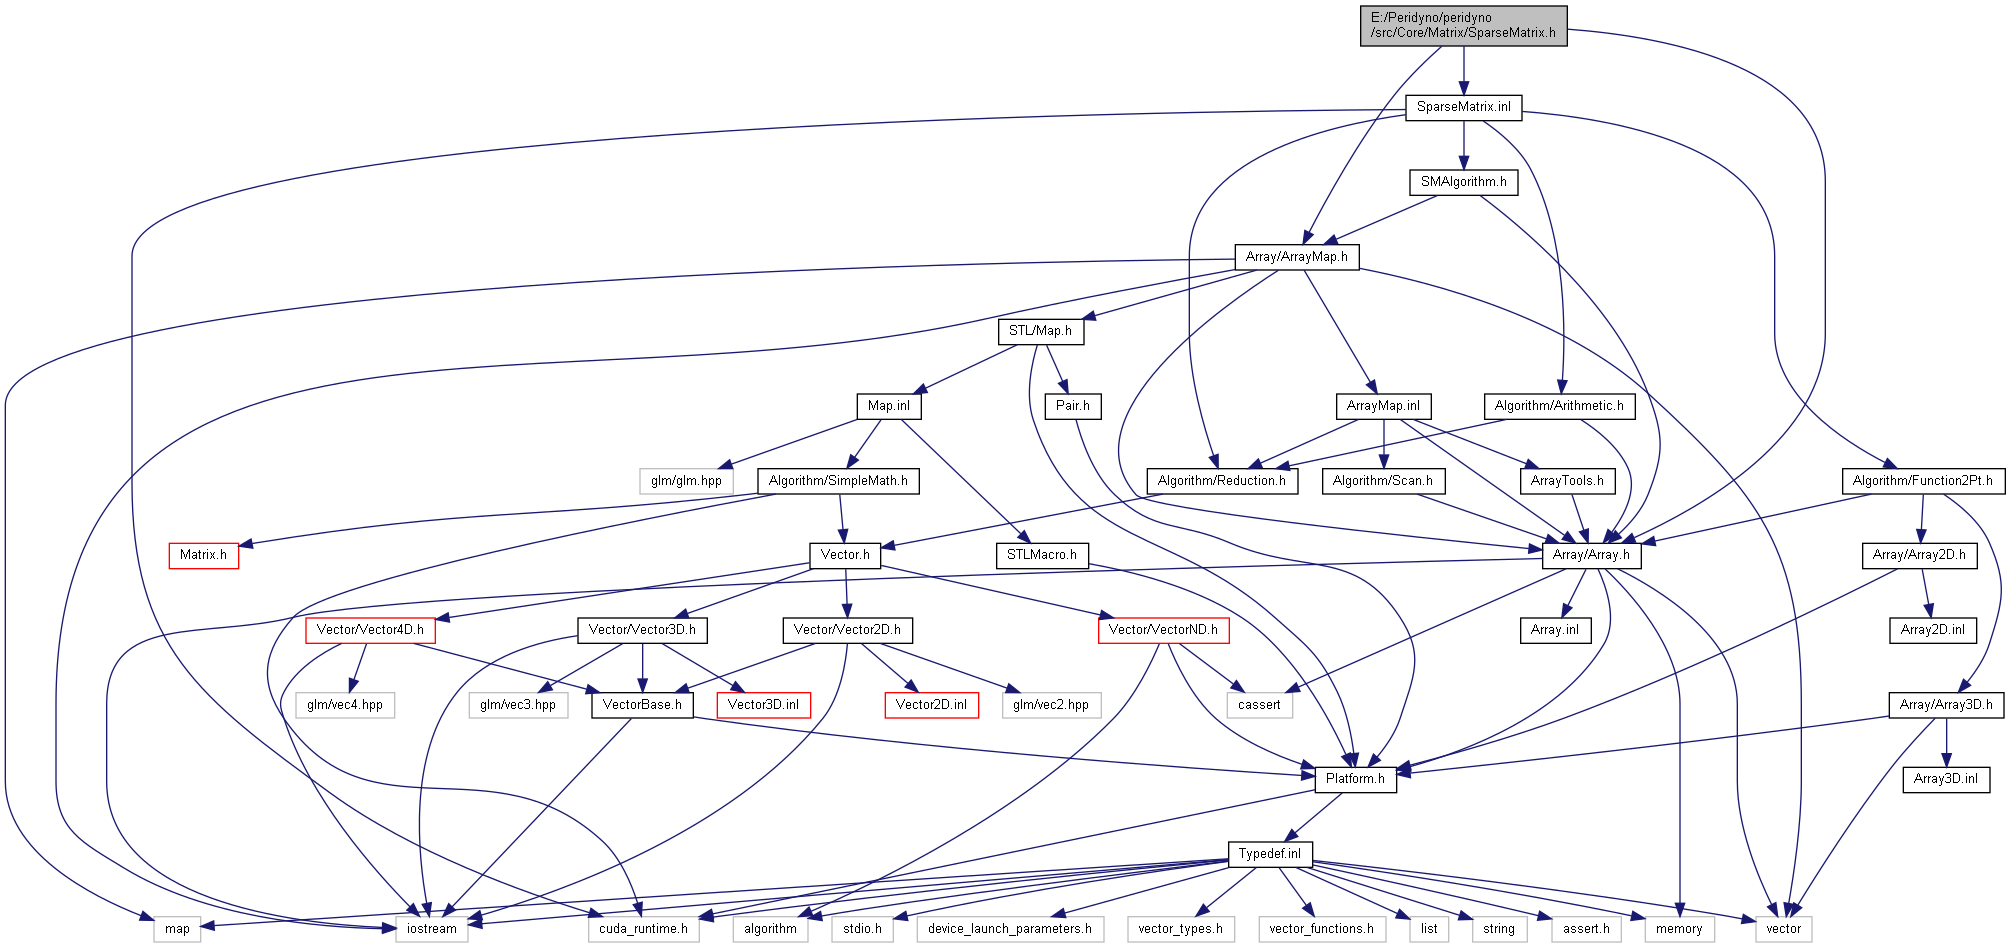 E:/Peridyno/peridyno
/src/Core/Matrix/SparseMatrix.h
SparseMatrix.inl
SMAlgorithm.h
Array/ArrayMap.h
STL/Map.h
Map.inl
Pair.h
ArrayMap.inl
Algorithm/Arithmetic.h
glm/glm.hpp
Algorithm/SimpleMath.h
Algorithm/Reduction.h
Algorithm/Scan.h
ArrayTools.h
Algorithm/Function2Pt.h
Matrix.h
Vector.h
STLMacro.h
Array/Array.h
Array/Array2D.h
Vector/Vector4D.h
Vector/Vector3D.h
Vector/Vector2D.h
Vector/VectorND.h
Array.inl
Array2D.inl
glm/vec4.hpp
glm/vec3.hpp
VectorBase.h
Vector3D.inl
Vector2D.inl
glm/vec2.hpp
cassert
Array/Array3D.h
Platform.h
Array3D.inl
Typedef.inl
map
iostream
cuda_runtime.h
algorithm
stdio.h
device_launch_parameters.h
vector_types.h
vector_functions.h
list
string
assert.h
memory
vector